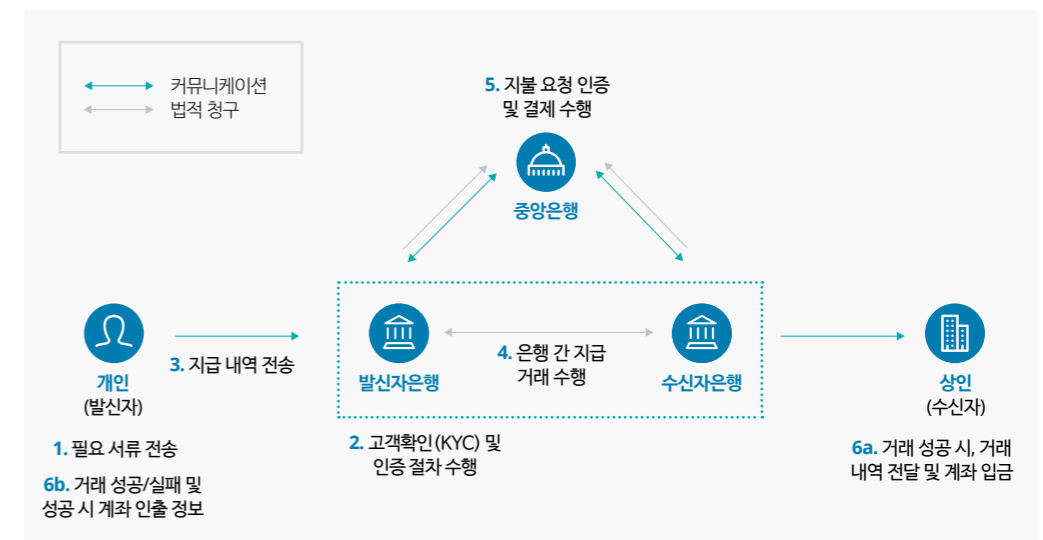 커뮤니케이션
법적 청구
5. 지불 요청 인증
및 결제 수행
중앙은행
개인
(발신자)
3. 지급 내역 전송
발신자은행
4. 은행 간 지급
거래 수행
수신자은행
상인
(수신자)
1. 필요 서류 전송
6b. 거래 성공/실패 및
성공 시 계좌 인출 정보
2. 고객확인(KYC) 및
인증 절차 수행
6a. 거래 성공 시, 거래
내역 전달 및 계좌 입금